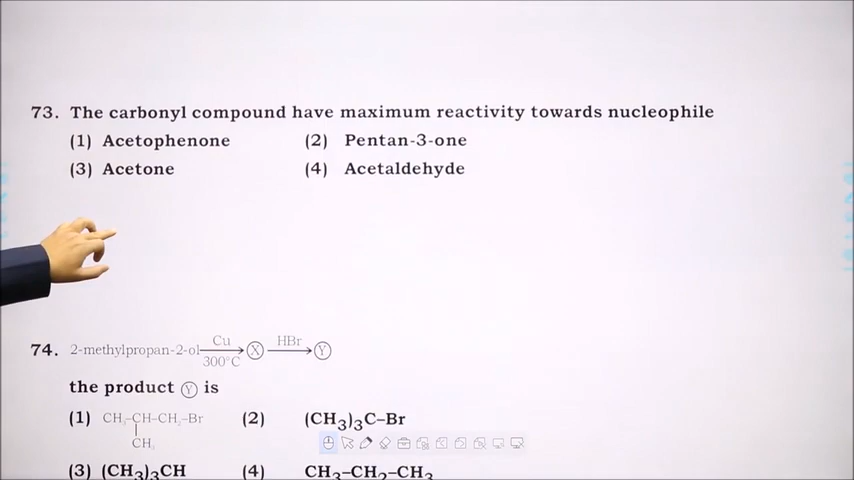 73. The carbonyl compound have maximum reactivity towards nucleophile
(1) Acetophenone (2) Pentan-3-one
(3) Acetone (4) Acetaldehyde
74. 2-methylpropan-2-ol Cu 300°C X HBr Y
the product Y is
(1) CH₃–CH–CH₂–Br (2) (CH₃)₃C–Br
CH₃
(3) (CH₃)₃CH (4) CH₃–CH₂–CH₃